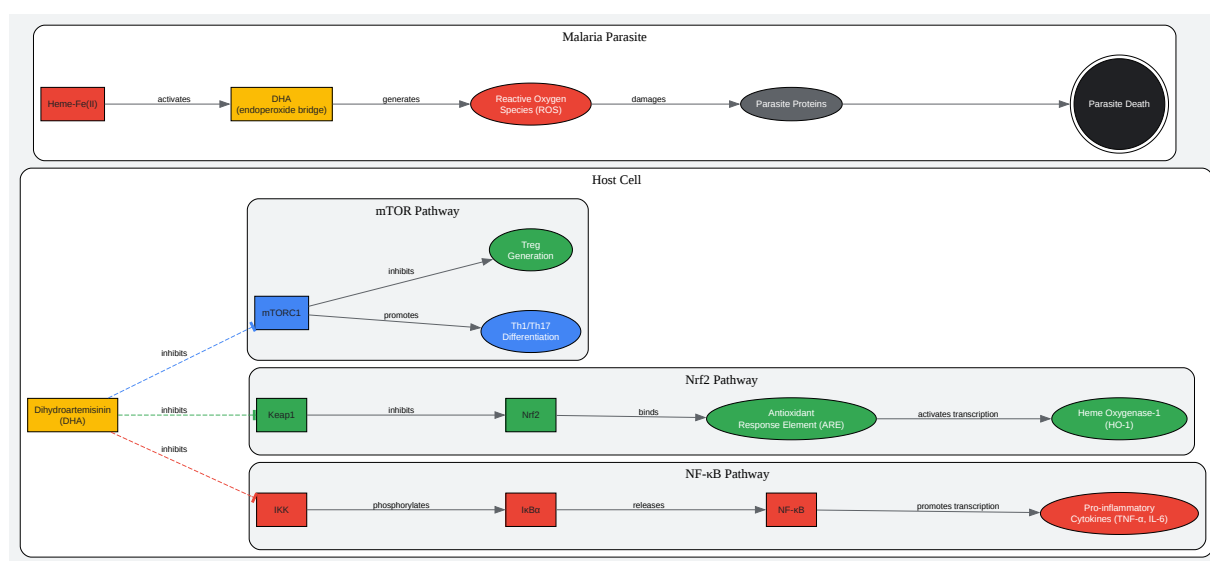 Malaria Parasite
Heme-Fe(II)
activates
DHA
(endoperoxide bridge)
generates
Reactive Oxygen
Species (ROS)
damages
Parasite Proteins
Parasite Death
Host Cell
mTOR Pathway
Treg
Generation
inhibits
mTORC1
promotes
Th1/Th17
Differentiation
inhibits
Nrf2 Pathway
Dihydroartemisinin
(DHA)
inhibits
Keap1
inhibits
Nrf2
binds
Antioxidant
Response Element (ARE)
activates transcription
Heme Oxygenase-1
(HO-1)
inhibits
NF-κB Pathway
IKK
phosphorylates
IκBα
releases
NF-κB
promotes transcription
Pro-inflammatory
Cytokines (TNF-α, IL-6)